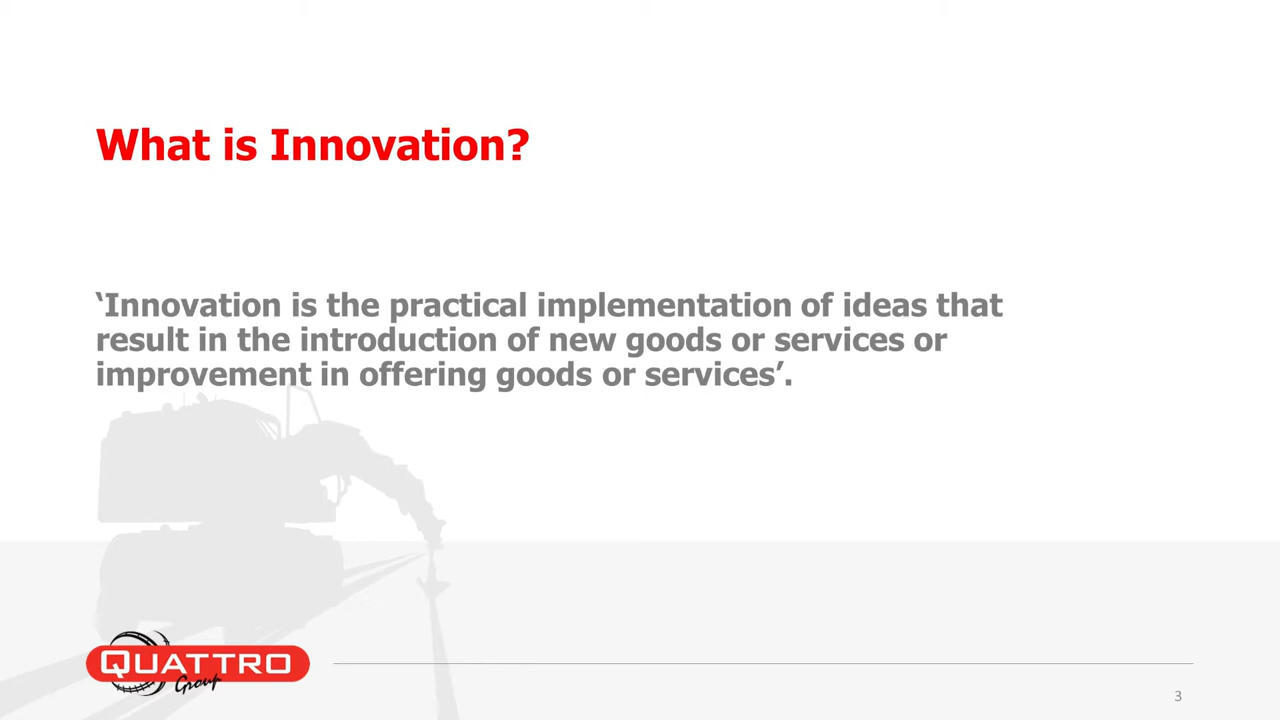 What is Innovation?
‘Innovation is the practical implementation of ideas that
result in the introduction of new goods or services or
improvement in offering goods or services’.
QUATTRO
Group
3